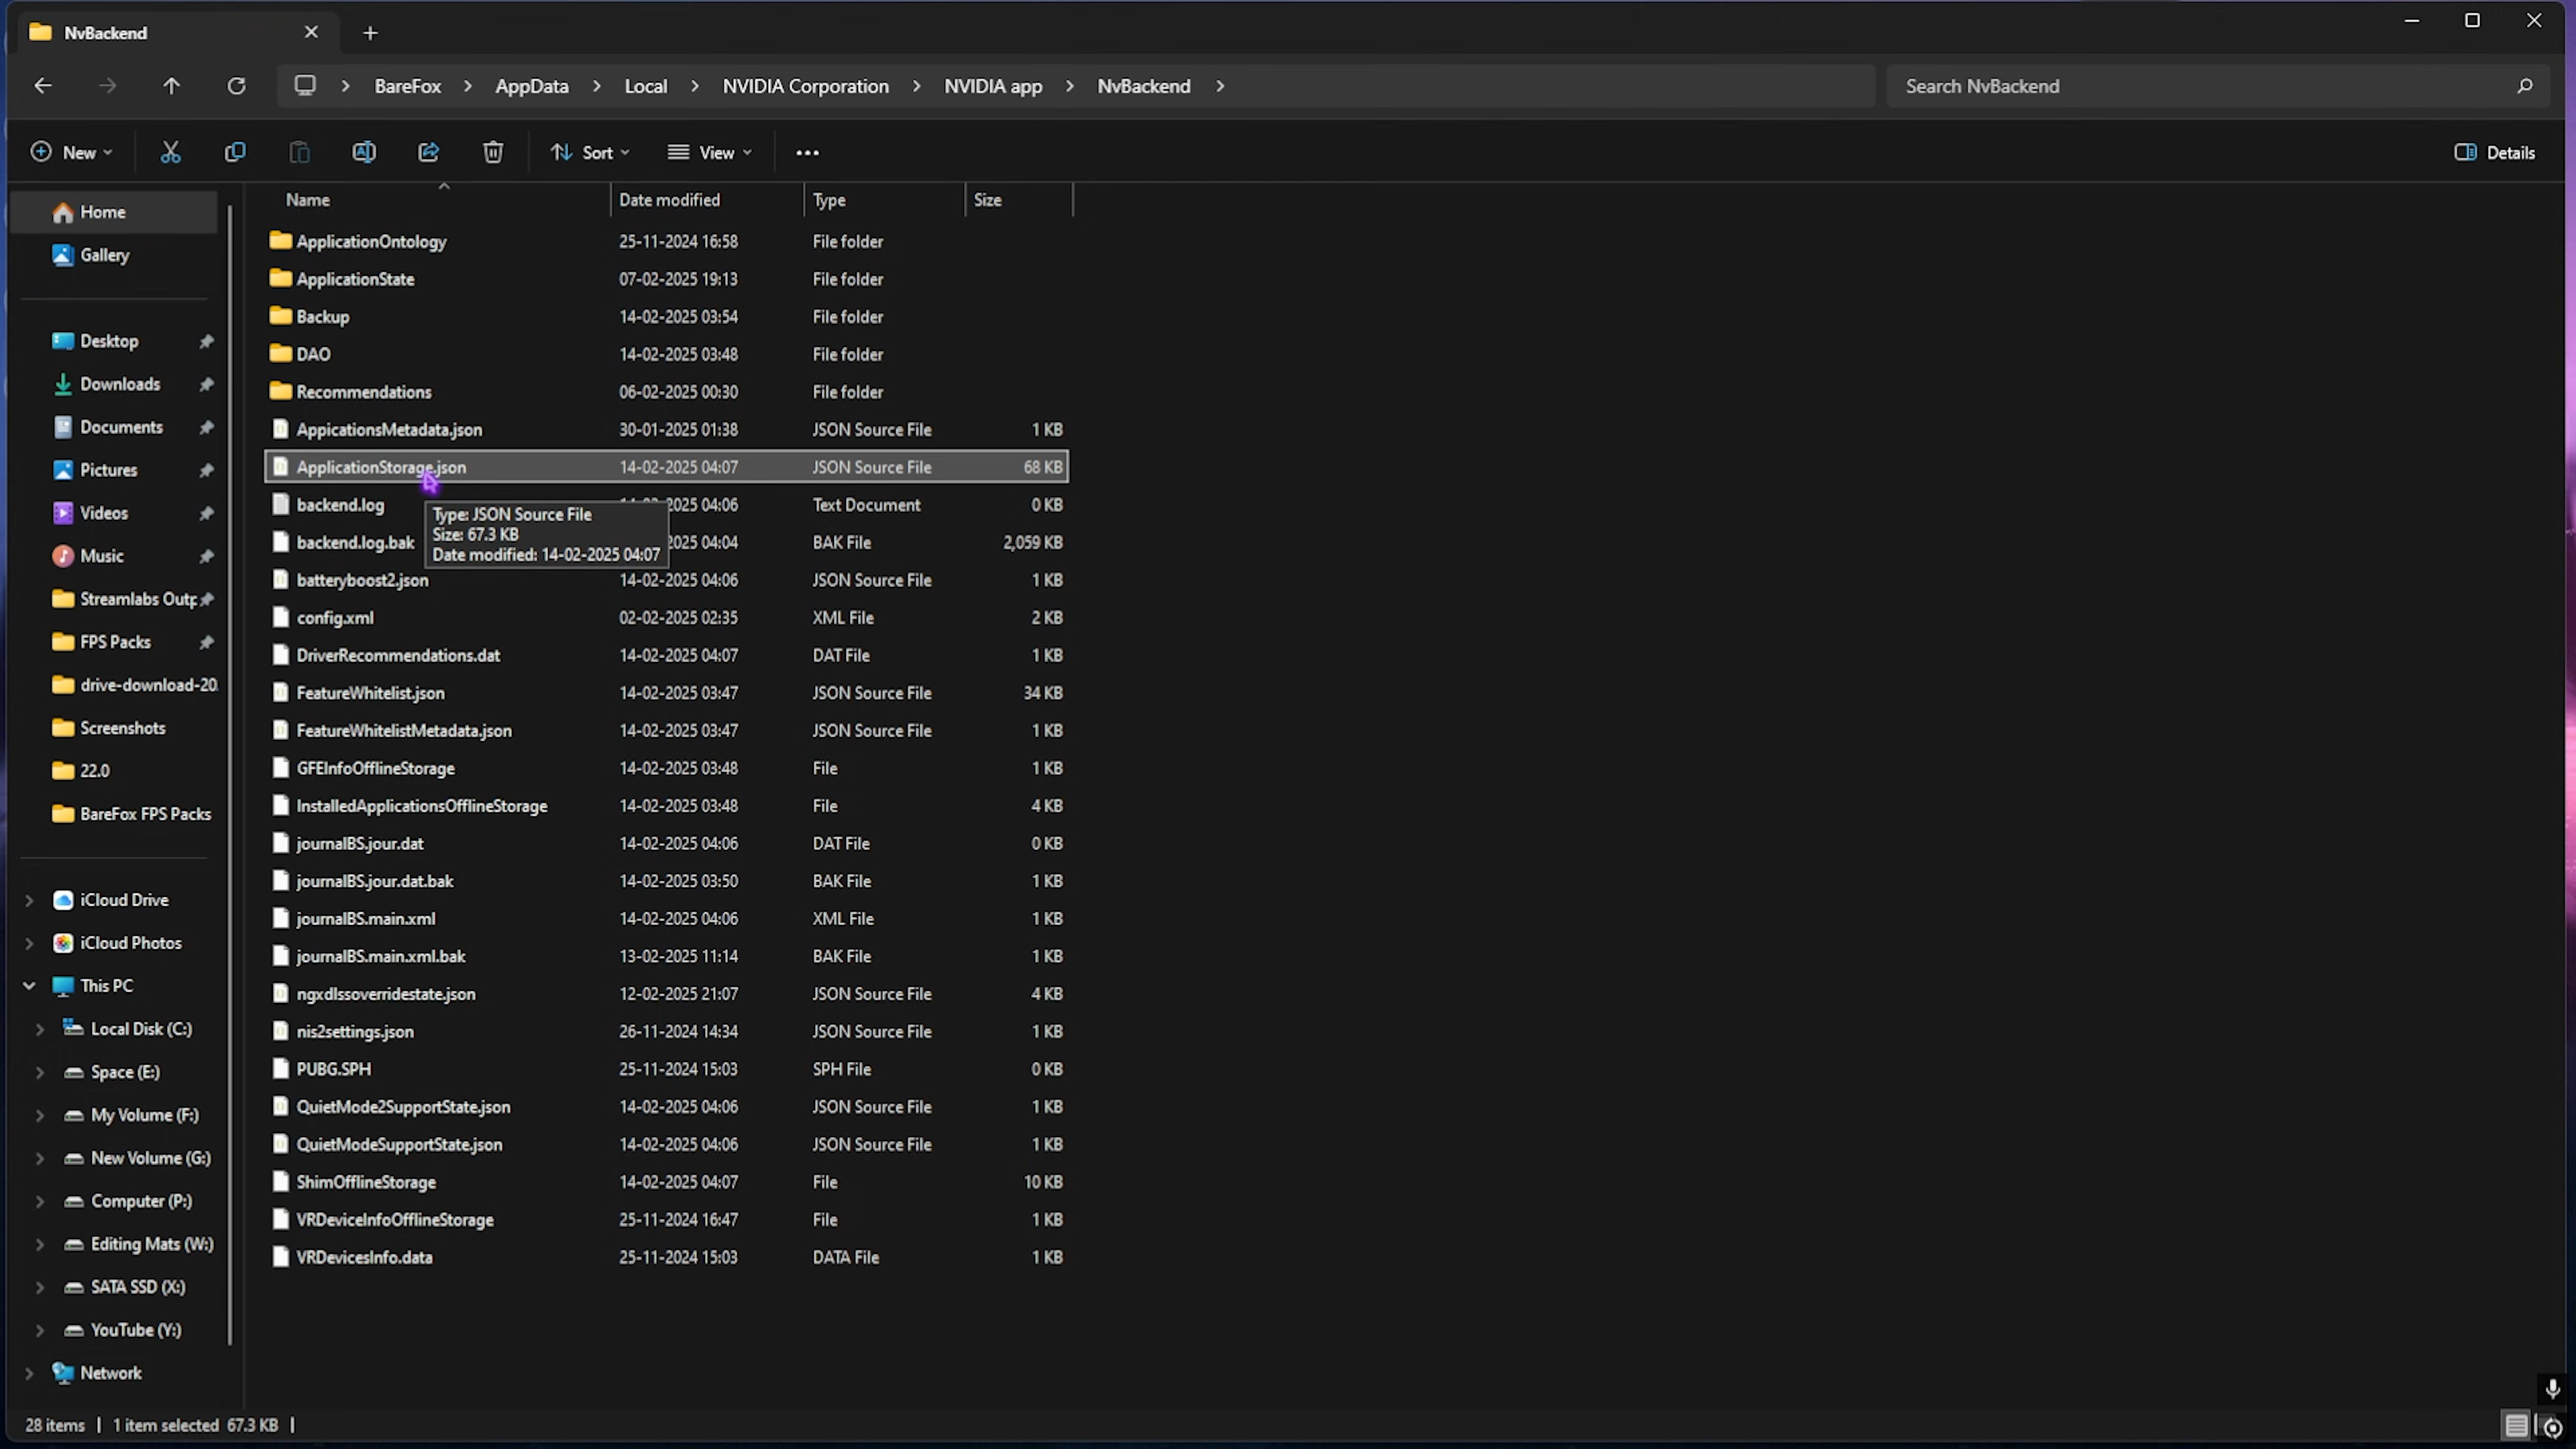 NvBackend
BareFox > AppData > Local > NVIDIA Corporation > NVIDIA app > NvBackend >
Search NvBackend
New
Sort
View
Details
Name Date modified Type Size
Home
Gallery
Desktop
Downloads
Documents
Pictures
Videos
Music
Streamlabs Outp
FPS Packs
drive-download-20
Screenshots
22.0
BareFox FPS Packs
iCloud Drive
iCloud Photos
This PC
Local Disk (C:)
Space (E:)
My Volume (F:)
New Volume (G:)
Computer (P:)
Editing Mats (W:)
SATA SSD (X:)
YouTube (Y:)
Network
ApplicationOntology 25-11-2024 16:58 File folder
ApplicationState 07-02-2025 19:13 File folder
Backup 14-02-2025 03:54 File folder
DAO 14-02-2025 03:48 File folder
Recommendations 06-02-2025 00:30 File folder
AppicationsMetadata.json 30-01-2025 01:38 JSON Source File 1 KB
ApplicationStorage.json 14-02-2025 04:07 JSON Source File 68 KB
backend.log 2025 04:06 Text Document 0 KB
backend.log.bak 2025 04:04 BAK File 2,059 KB
Type: JSON Source File
Size: 67.3 KB
Date modified: 14-02-2025 04:07
batteryboost2.json 14-02-2025 04:06 JSON Source File 1 KB
config.xml 02-02-2025 02:35 XML File 2 KB
DriverRecommendations.dat 14-02-2025 04:07 DAT File 1 KB
FeatureWhitelist.json 14-02-2025 03:47 JSON Source File 34 KB
FeatureWhitelistMetadata.json 14-02-2025 03:47 JSON Source File 1 KB
GFEInfoOfflineStorage 14-02-2025 03:48 File 1 KB
InstalledApplicationsOfflineStorage 14-02-2025 03:48 File 4 KB
journalBS.jour.dat 14-02-2025 04:06 DAT File 0 KB
journalBS.jour.dat.bak 14-02-2025 03:50 BAK File 1 KB
journalBS.main.xml 14-02-2025 04:06 XML File 1 KB
journalBS.main.xml.bak 13-02-2025 11:14 BAK File 1 KB
ngxdlssoverridestate.json 12-02-2025 21:07 JSON Source File 4 KB
nis2settings.json 26-11-2024 14:34 JSON Source File 1 KB
PUBG.SPH 25-11-2024 15:03 SPH File 0 KB
QuietMode2SupportState.json 14-02-2025 04:06 JSON Source File 1 KB
QuietModeSupportState.json 14-02-2025 04:06 JSON Source File 1 KB
ShimOfflineStorage 14-02-2025 04:07 File 10 KB
VRDeviceInfoOfflineStorage 25-11-2024 16:47 File 1 KB
VRDevicesInfo.data 25-11-2024 15:03 DATA File 1 KB
28 items | 1 item selected 67.3 KB |